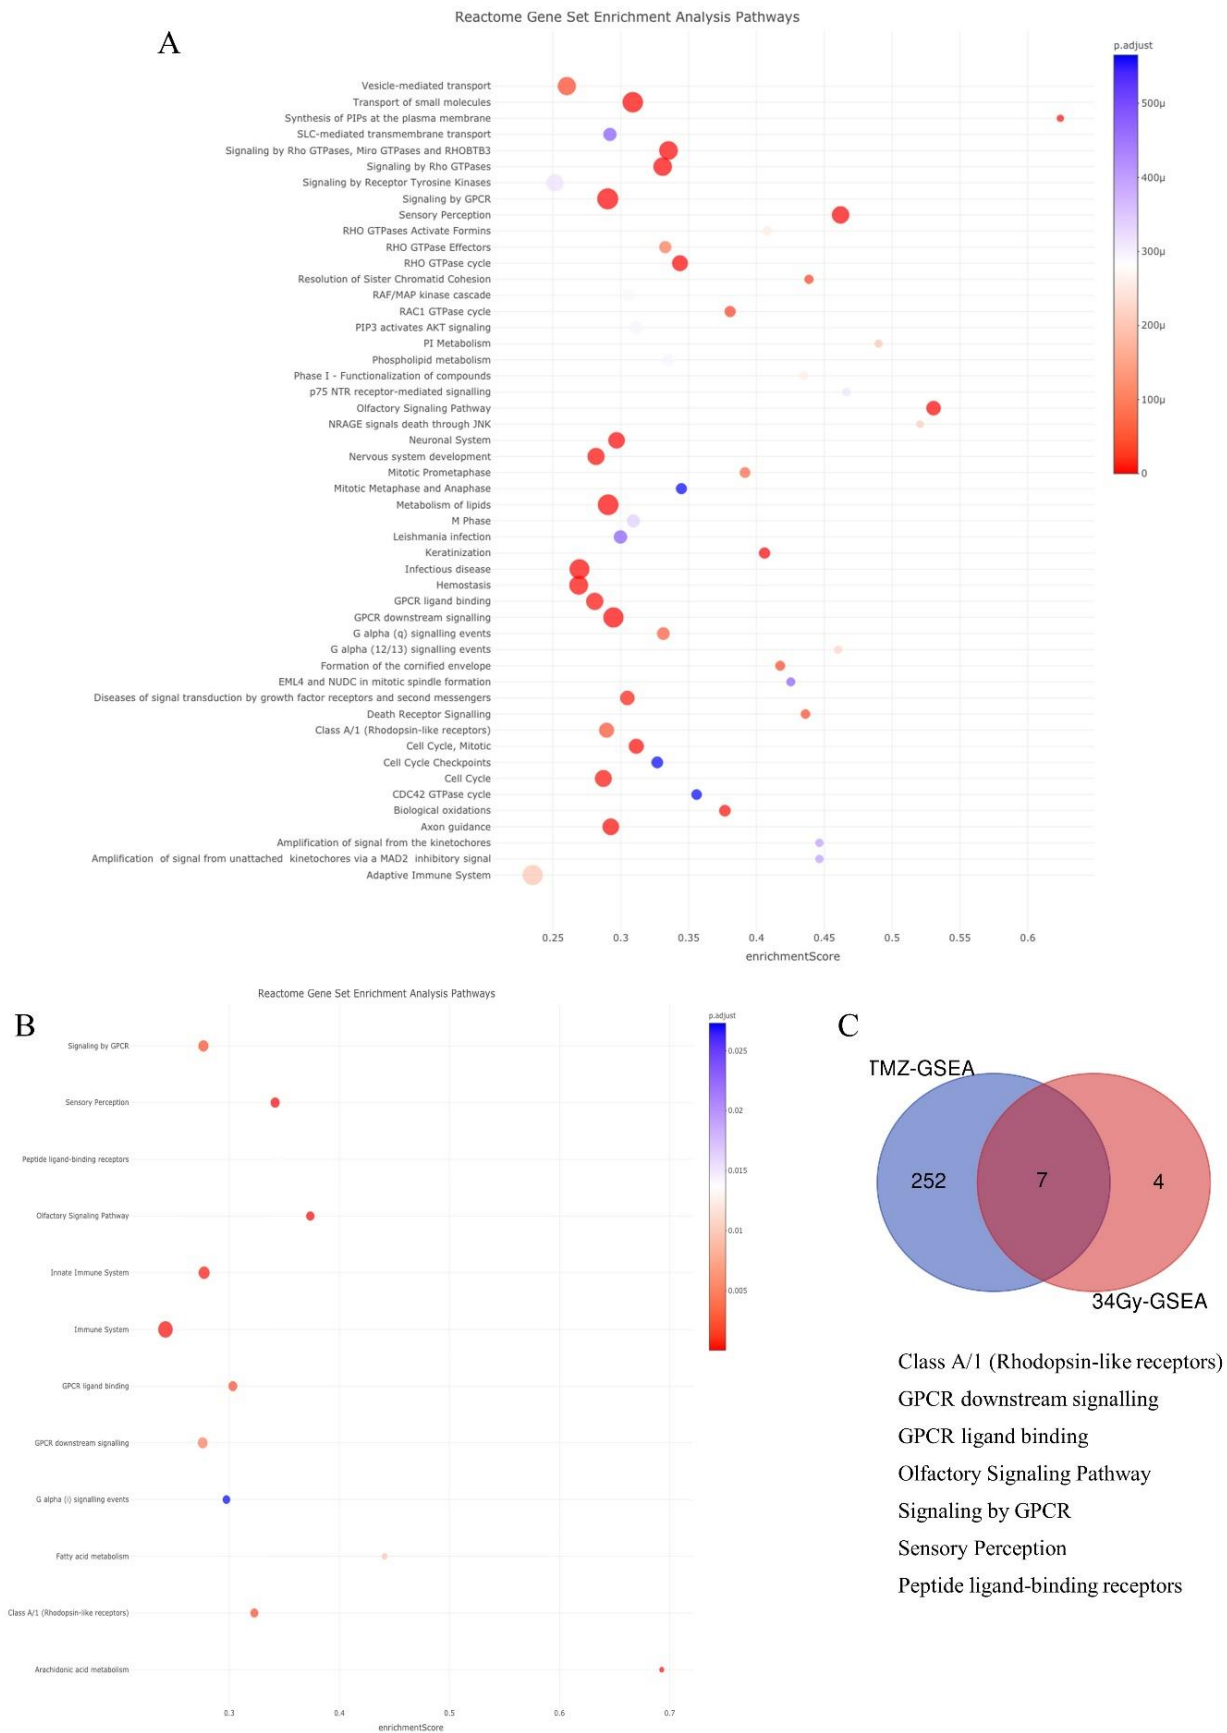 Reactome Gene Set Enrichment Analysis Pathways
A
p.adjust
500µ
400µ
300µ
200µ
100µ
0
Vesicle-mediated transport
Transport of small molecules
Synthesis of PIPs at the plasma membrane
SLC-mediated transmembrane transport
Signaling by Rho GTPases, Miro GTPases and RHOBTB3
Signaling by Rho GTPases
Signaling by Receptor Tyrosine Kinases
Signaling by GPCR
Sensory Perception
RHO GTPases Activate Formins
RHO GTPase Effectors
RHO GTPase cycle
Resolution of Sister Chromatid Cohesion
RAF/MAP kinase cascade
RAC1 GTPase cycle
PIP3 activates AKT signaling
PI Metabolism
Phospholipid metabolism
Phase I - Functionalization of compounds
p75 NTR receptor-mediated signalling
Olfactory Signaling Pathway
NRAGE signals death through JNK
Neuronal System
Nervous system development
Mitotic Prometaphase
Mitotic Metaphase and Anaphase
Metabolism of lipids
M Phase
Leishmania infection
Keratinization
Infectious disease
Hemostasis
GPCR ligand binding
GPCR downstream signalling
G alpha (q) signalling events
G alpha (12/13) signalling events
Formation of the cornified envelope
EML4 and NUDC in mitotic spindle formation
Diseases of signal transduction by growth factor receptors and second messengers
Death Receptor Signalling
Class A/1 (Rhodopsin-like receptors)
Cell Cycle, Mitotic
Cell Cycle Checkpoints
Cell Cycle
CDC42 GTPase cycle
Biological oxidations
Axon guidance
Amplification of signal from the kinetochores
Amplification of signal from unattached kinetochores via a MAD2 inhibitory signal
Adaptive Immune System
0.25 0.3 0.35 0.4 0.45 0.5 0.55 0.6
enrichmentScore
Reactome Gene Set Enrichment Analysis Pathways
B
p.adjust
0.025
0.02
0.015
0.01
0.005
Signaling by GPCR
Sensory Perception
Peptide ligand-binding receptors
Olfactory Signaling Pathway
Innate Immune System
Immune System
GPCR ligand binding
GPCR downstream signalling
G alpha (i) signalling events
Fatty acid metabolism
Class A/1 (Rhodopsin-like receptors)
Arachidonic acid metabolism
0.3 0.4 0.5 0.6 0.7
enrichmentScore
C
TMZ-GSEA
252 7 4
34Gy-GSEA
Class A/1 (Rhodopsin-like receptors)
GPCR downstream signalling
GPCR ligand binding
Olfactory Signaling Pathway
Signaling by GPCR
Sensory Perception
Peptide ligand-binding receptors